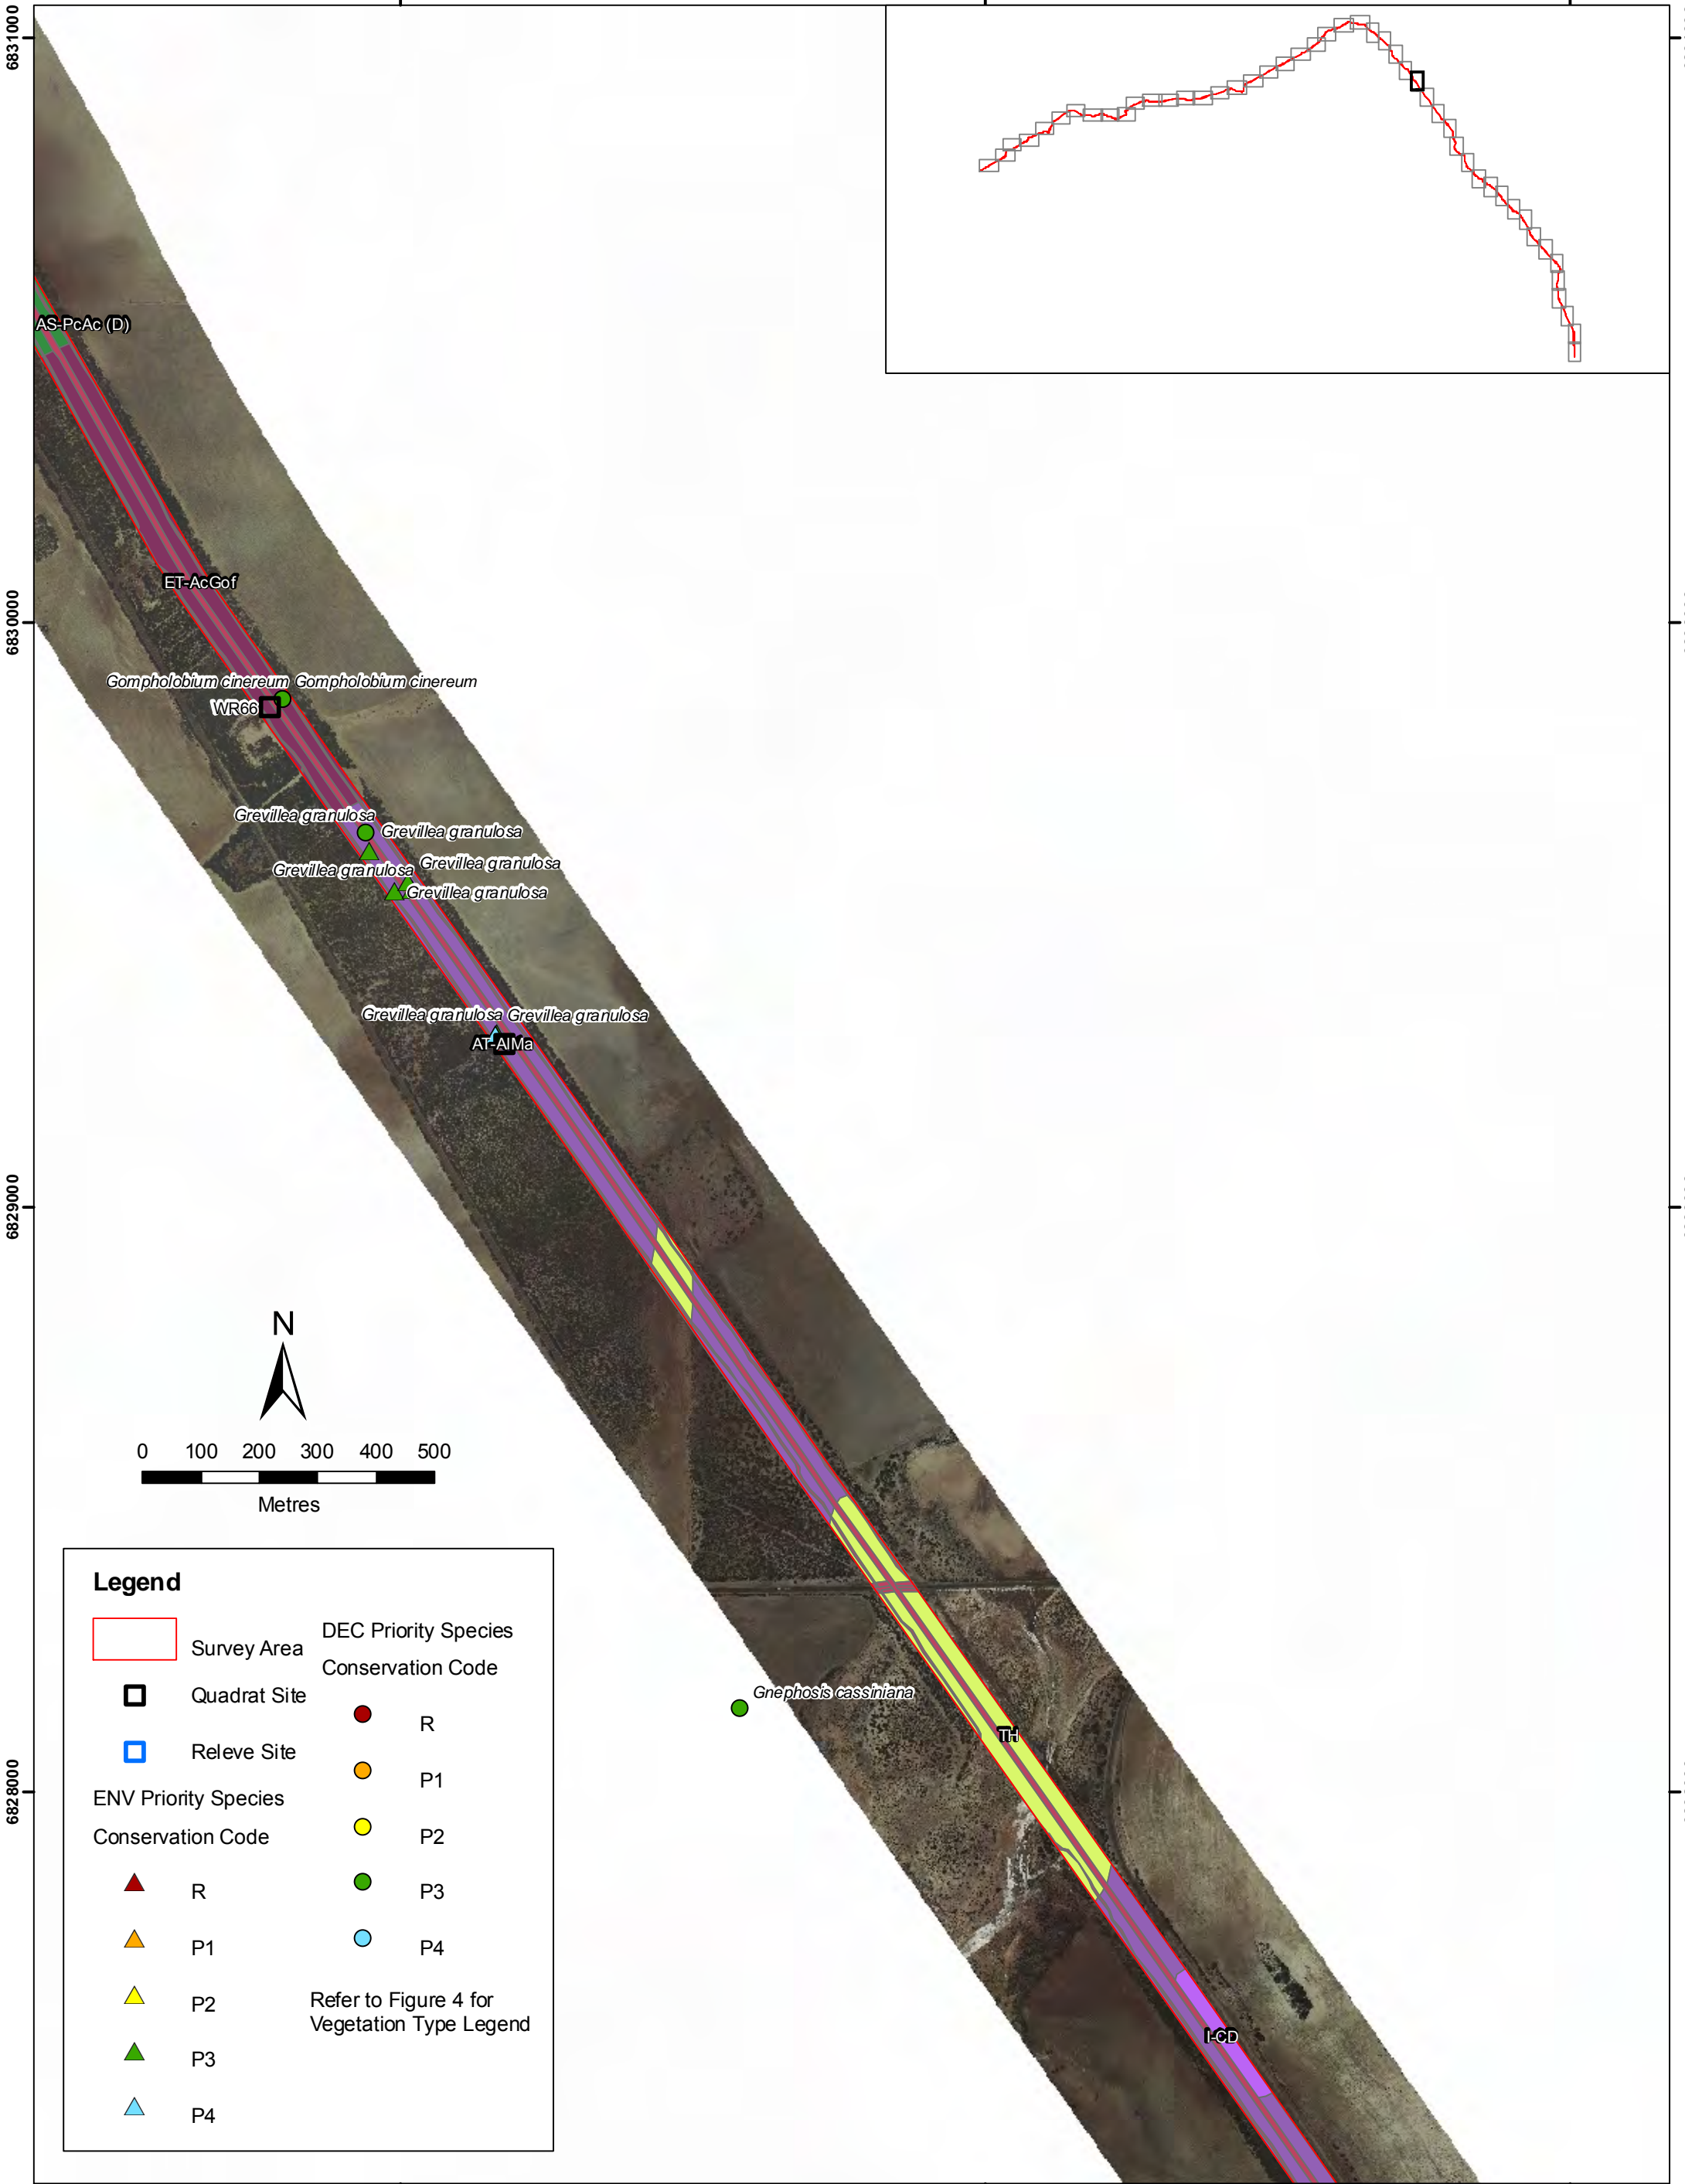 6831000
AS-PcAc (D)
ET-AcGof
6830000
Gompholobium cinereum Gompholobium cinereum
WR66
Grevillea granulosa
Grevillea granulosa
Grevillea granulosa
Grevillea granulosa
Grevillea granulosa
Grevillea granulosa Grevillea granulosa
AT-AlMa
6829000
N
0 100 200 300 400 500
Metres
Gnephosis cassiniana
TH
6828000
I-CD
Legend
Survey Area
Quadrat Site
Releve Site
ENV Priority Species
Conservation Code
R
P1
P2
P3
P4
DEC Priority Species
Conservation Code
R
P1
P2
P3
P4
Refer to Figure 4 for
Vegetation Type Legend